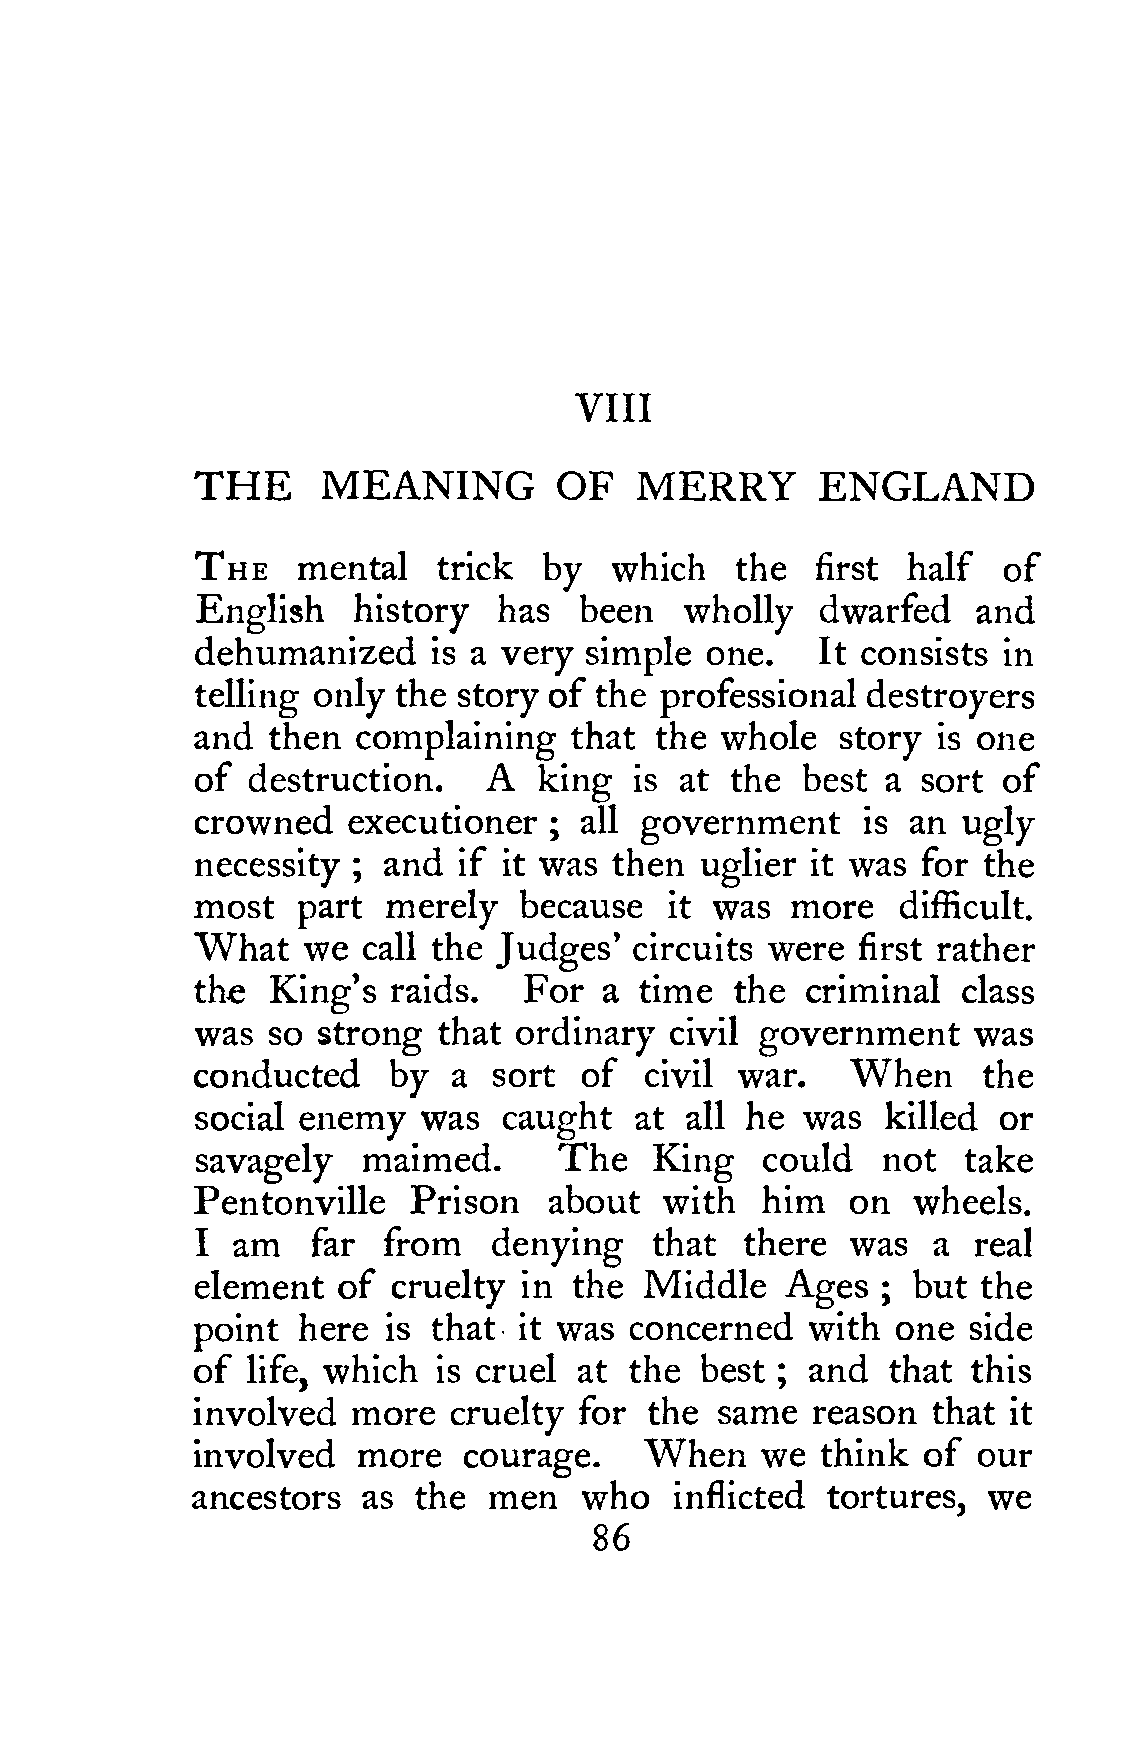 VIII
THE MEANING OF MERRY ENGLAND
THE mental trick by which the first half of
English history has been wholly dwarfed and
dehumanized is a very simple one. It consists in
telling only the story of the professional destroyers
and then complaining that the whole story is one
of destruction. A king is at the best a sort of
crowned executioner ; all government is an ugly
necessity ; and if it was then uglier it was for the
most part merely because it was more difficult.
What we call the Judges' circuits were first rather
the King's raids. For a time the criminal class
was so strong that ordinary civil government was
conducted by a sort of civil war. When the
social enemy was caught at all he was killed or
savagely maimed. The King could not take
Pentonville Prison about with him on wheels.
I am far from denying that there was a real
element of cruelty in the Middle Ages ; but the
point here is that it was concerned with one side
of life, which is cruel at the best ; and that this
involved more cruelty for the same reason that it
involved more courage. When we think of our
ancestors as the men who inflicted tortures, we
86